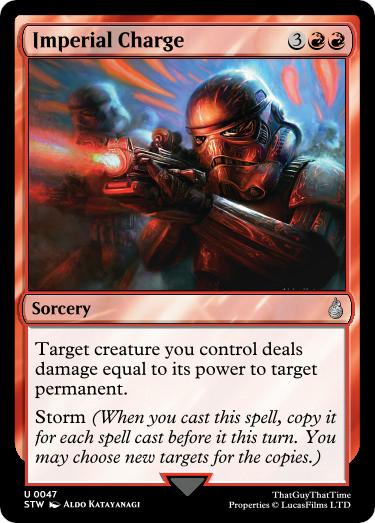 Imperial Charge 3
Sorcery
Target creature you control deals
damage equal to its power to target
permanent.
Storm (When you cast this spell, copy it
for each spell cast before it this turn. You
may choose new targets for the copies.)
U 0047
STW Aldo Katayanagi
ThatGuyThatTime
Properties © LucasFilms LTD